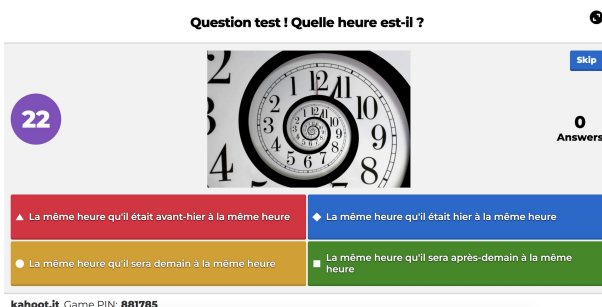 Question test ! Quelle heure est-il ?
Skip
22
0
Answers
La même heure qu'il était avant-hier à la même heure
La même heure qu'il était hier à la même heure
La même heure qu'il sera demain à la même heure
La même heure qu'il sera après-demain à la même
heure
kahoot.it Game PIN: 881785